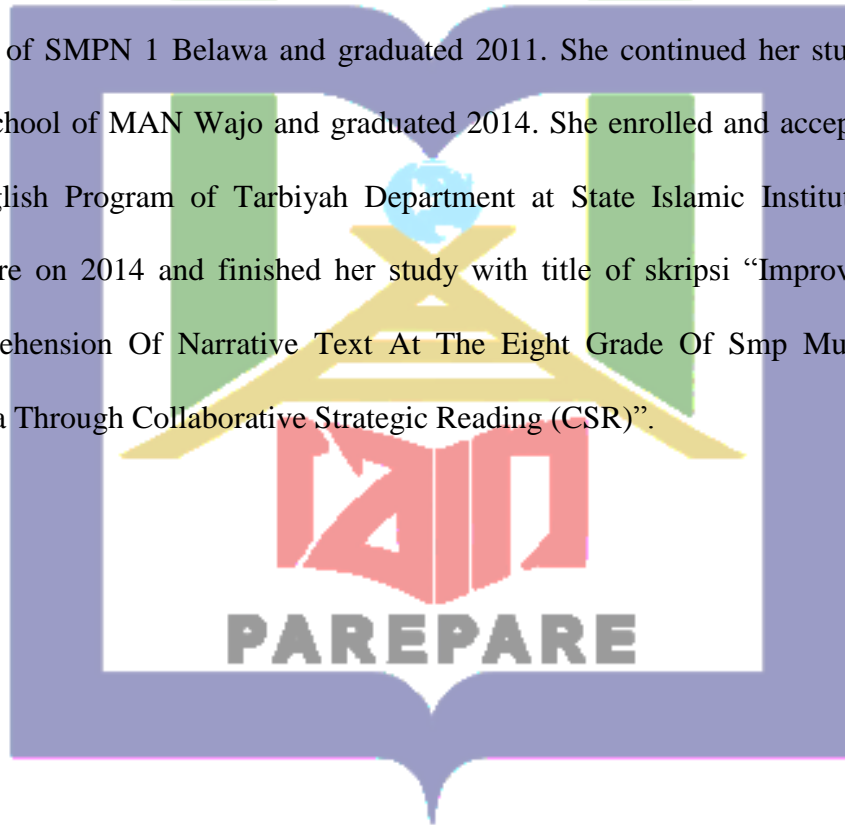 of SMPN 1 Belawa and graduated 2011. She continued her stu
chool of MAN Wajo and graduated 2014. She enrolled and accep
glish Program of Tarbiyah Department at State Islamic Institut
re on 2014 and finished her study with title of skripsi “Improv
ehension Of Narrative Text At The Eight Grade Of Smp Mu
a Through Collaborative Strategic Reading (CSR)”.
iain
PAREPARE